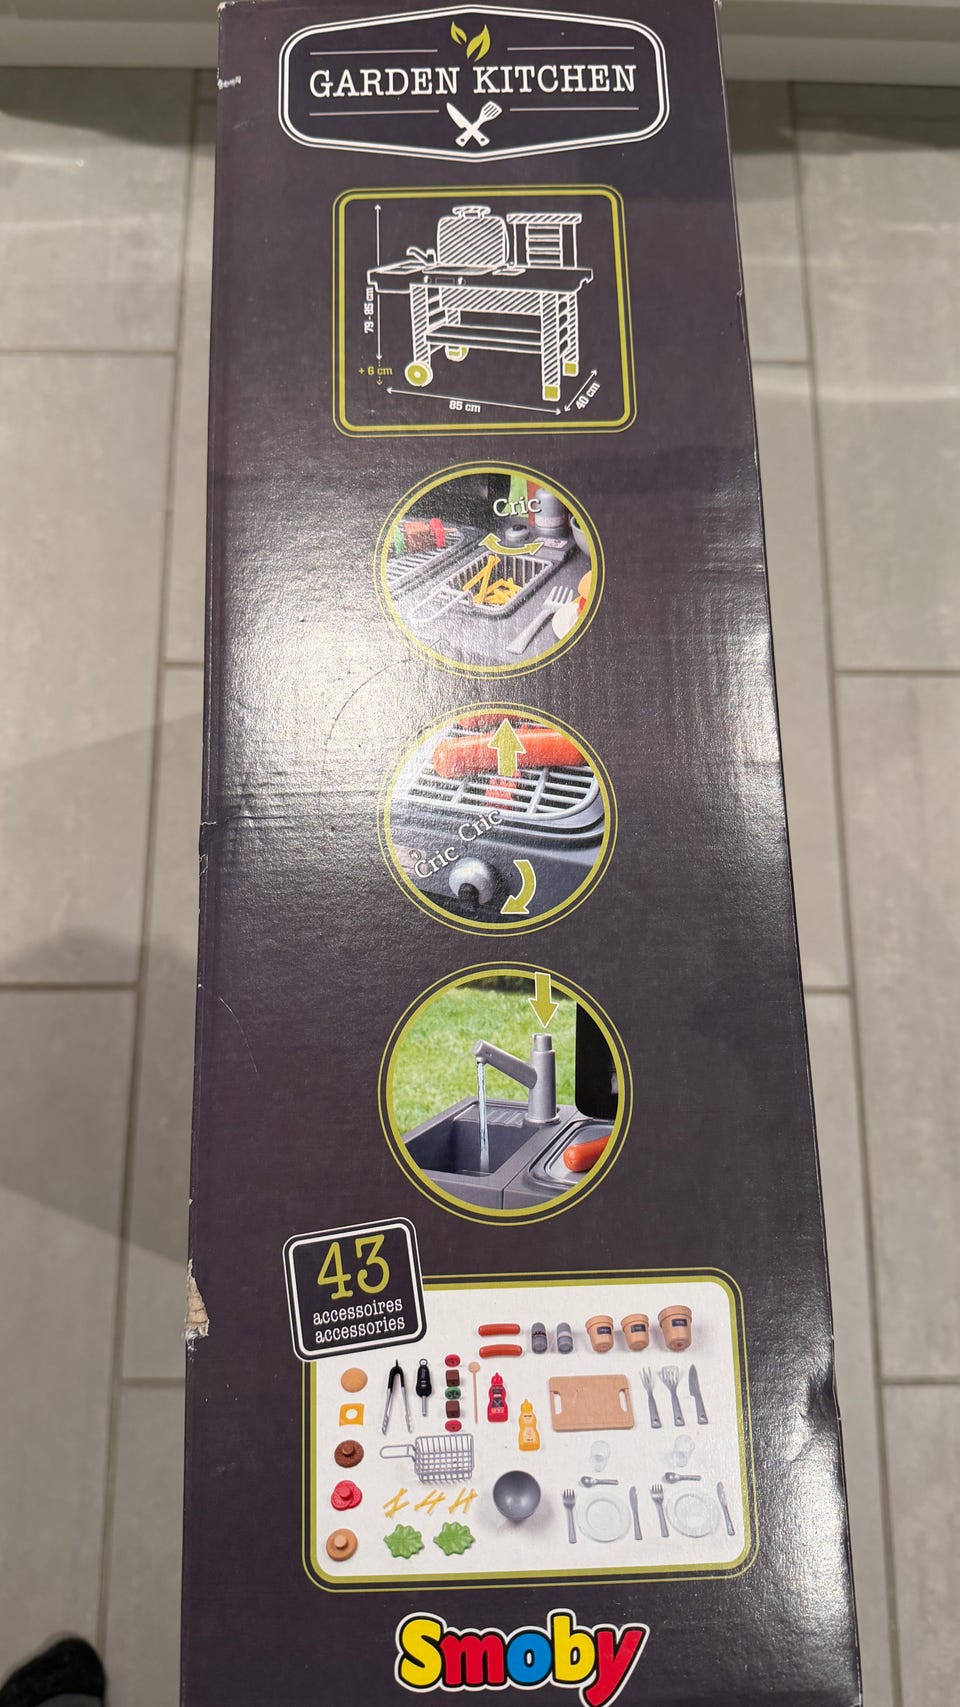 GARDEN KITCHEN
79 - 85 cm
+ 6 cm
85 cm
40 cm
Cric
Cric
Cric
43
accessoires
accessories
Smoby